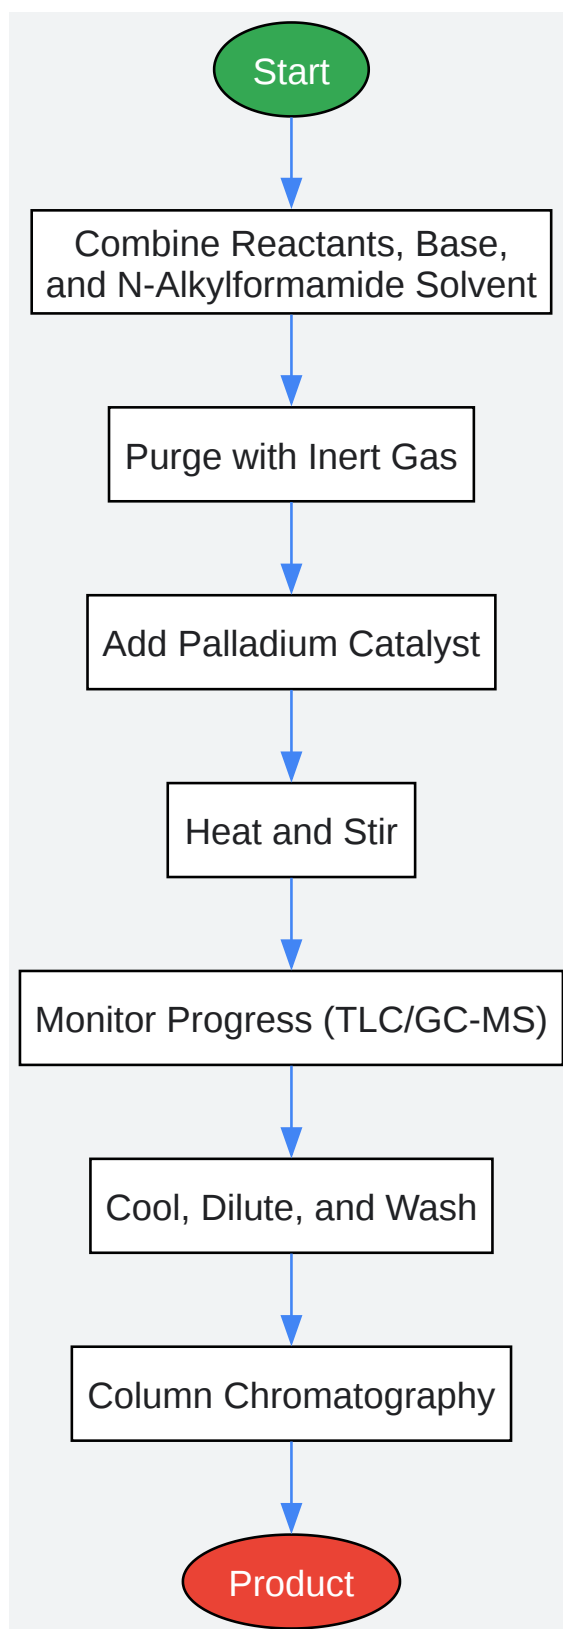 Start
Combine Reactants, Base,
and N-Alkylformamide Solvent
Purge with Inert Gas
Add Palladium Catalyst
Heat and Stir
Monitor Progress (TLC/GC-MS)
Cool, Dilute, and Wash
Column Chromatography
Product